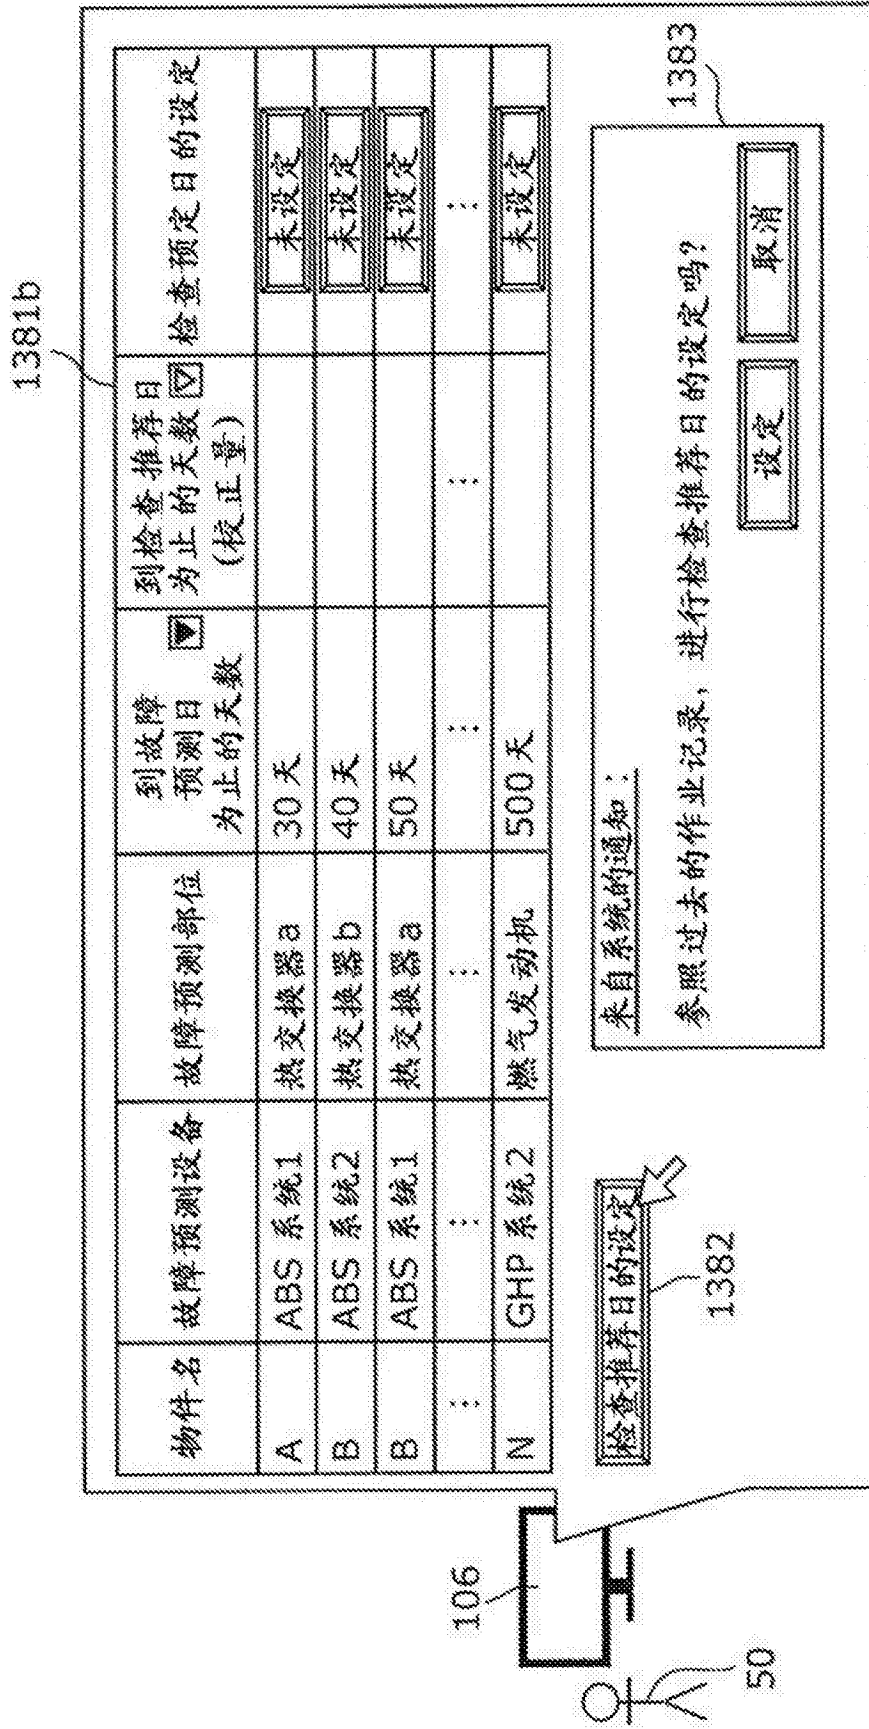 1381b
物件名 故障预测设备 故障预测部位 到故障预测日为止的天数 ▼ 到检查推荐日为止的天数 ▽ (校正量) 检查预定日的设定
A ABS 系统1 热交换器a 30天 未设定
B ABS 系统2 热交换器b 40天 未设定
B ABS 系统1 热交换器a 50天 未设定
⋮ ⋮ ⋮ ⋮ ⋮ ⋮
N GHP 系统2 燃气发动机 500天 未设定
106
50
检查推荐日的设定
1382
1383
来自系统的通知：
参照过去的作业记录，进行检查推荐日的设定吗?
设定 取消